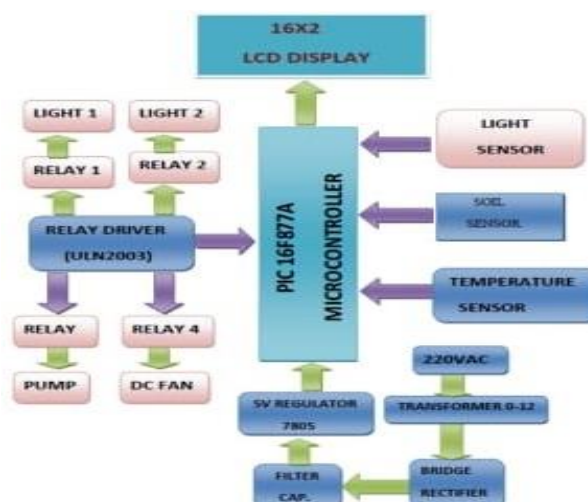 16X2
LCD DISPLAY
LIGHT 1
LIGHT 2
RELAY 1
RELAY 2
RELAY DRIVER
(ULN2003)
RELAY
RELAY 4
PUMP
DC FAN
PIC 16F877A
MICROCONTROLLER
LIGHT
SENSOR
SOIL
SENSOR
TEMPERATURE
SENSOR
220VAC
TRANSFORMER 0-12
BRIDGE
RECTIFIER
FILTER
CAP.
5V REGULATOR
7805